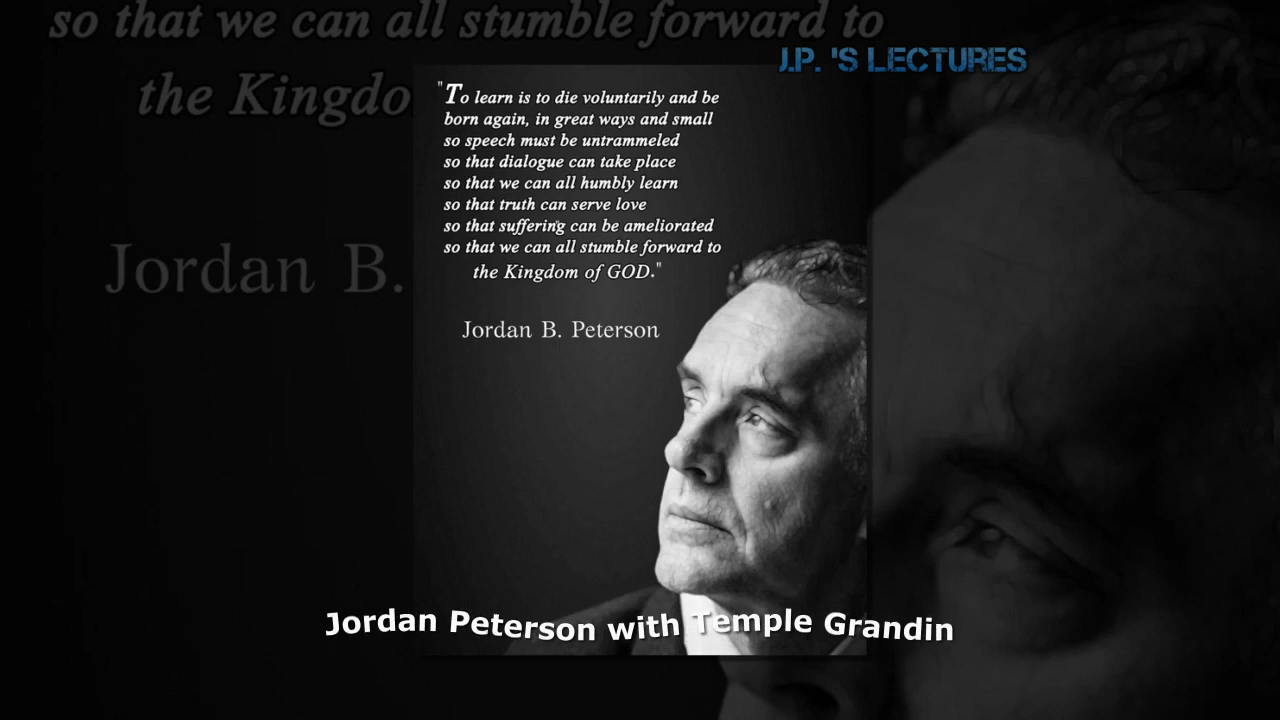 so that we can all stumble forward to
the Kingdo
Jordan B.
J.P. 'S LECTURES
"To learn is to die voluntarily and be
born again, in great ways and small
so speech must be untrammeled
so that dialogue can take place
so that we can all humbly learn
so that truth can serve love
so that suffering can be ameliorated
so that we can all stumble forward to
the Kingdom of GOD."
Jordan B. Peterson
Jordan Peterson with Temple Grandin